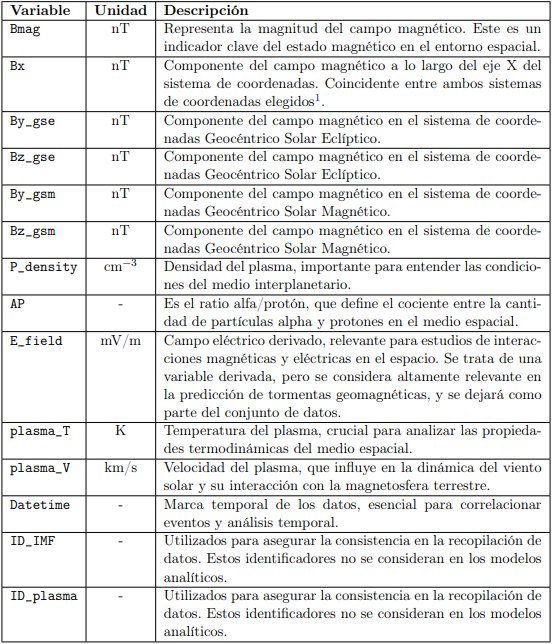 Variable Unidad Descripción
Bmag nT Representa la magnitud del campo magnético. Este es un
indicador clave del estado magnético en el entorno espacial.
Bx nT Componente del campo magnético a lo largo del eje X del
sistema de coordenadas. Coincidente entre ambos sistemas
de coordenadas elegidos¹.
By_gse nT Componente del campo magnético en el sistema de coorde-
nadas Geocéntrico Solar Eclíptico.
Bz_gse nT Componente del campo magnético en el sistema de coorde-
nadas Geocéntrico Solar Eclíptico.
By_gsm nT Componente del campo magnético en el sistema de coorde-
nadas Geocéntrico Solar Magnético.
Bz_gsm nT Componente del campo magnético en el sistema de coorde-
nadas Geocéntrico Solar Magnético.
P_density cm⁻³ Densidad del plasma, importante para entender las condicio-
nes del medio interplanetario.
AP - Es el ratio alfa/protón, que define el cociente entre la canti-
dad de partículas alpha y protones en el medio espacial.
E_field mV/m Campo eléctrico derivado, relevante para estudios de interac-
ciones magnéticas y eléctricas en el espacio. Se trata de una
variable derivada, pero se considera altamente relevante en
la predicción de tormentas geomagnéticas, y se dejará como
parte del conjunto de datos.
plasma_T K Temperatura del plasma, crucial para analizar las propieda-
des termodinámicas del medio espacial.
plasma_V km/s Velocidad del plasma, que influye en la dinámica del viento
solar y su interacción con la magnetosfera terrestre.
Datetime - Marca temporal de los datos, esencial para correlacionar
eventos y análisis temporal.
ID_IMF - Utilizados para asegurar la consistencia en la recopilación de
datos. Estos identificadores no se consideran en los modelos
analíticos.
ID_plasma - Utilizados para asegurar la consistencia en la recopilación de
datos. Estos identificadores no se consideran en los modelos
analíticos.